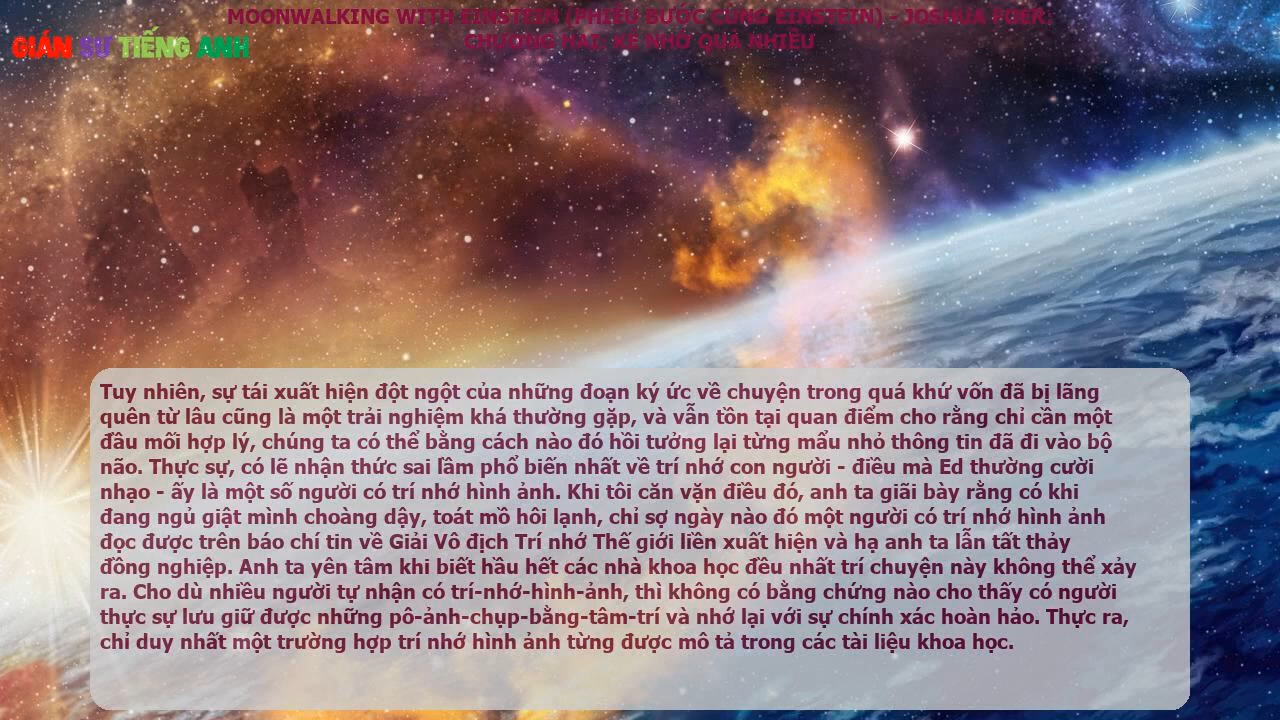 MOONWALKING WITH EINSTEIN (PHIÊU BƯỚC CÙNG EINSTEIN) - JOSHUA FOER:
CHƯƠNG HAI: KẺ NHỚ QUÁ NHIỀU
GIÁN SƯ TIẾNG ANH
Tuy nhiên, sự tái xuất hiện đột ngột của những đoạn ký ức về chuyện trong quá khứ vốn đã bị lãng
quên từ lâu cũng là một trải nghiệm khá thường gặp, và vẫn tồn tại quan điểm cho rằng chỉ cần một
đầu mối hợp lý, chúng ta có thể bằng cách nào đó hồi tưởng lại từng mẩu nhỏ thông tin đã đi vào bộ
não. Thực sự, có lẽ nhận thức sai lầm phổ biến nhất về trí nhớ con người - điều mà Ed thường cười
nhạo - ấy là một số người có trí nhớ hình ảnh. Khi tôi căn vặn điều đó, anh ta giãi bày rằng có khi
đang ngủ giật mình choàng dậy, toát mồ hôi lạnh, chỉ sợ ngày nào đó một người có trí nhớ hình ảnh
đọc được trên báo chí tin về Giải Vô địch Trí nhớ Thế giới liền xuất hiện và hạ anh ta lẫn tất thảy
đồng nghiệp. Anh ta yên tâm khi biết hầu hết các nhà khoa học đều nhất trí chuyện này không thể xảy
ra. Cho dù nhiều người tự nhận có trí-nhớ-hình-ảnh, thì không có bằng chứng nào cho thấy có người
thực sự lưu giữ được những pô-ảnh-chụp-bằng-tâm-trí và nhớ lại với sự chính xác hoàn hảo. Thực ra,
chỉ duy nhất một trường hợp trí nhớ hình ảnh từng được mô tả trong các tài liệu khoa học.